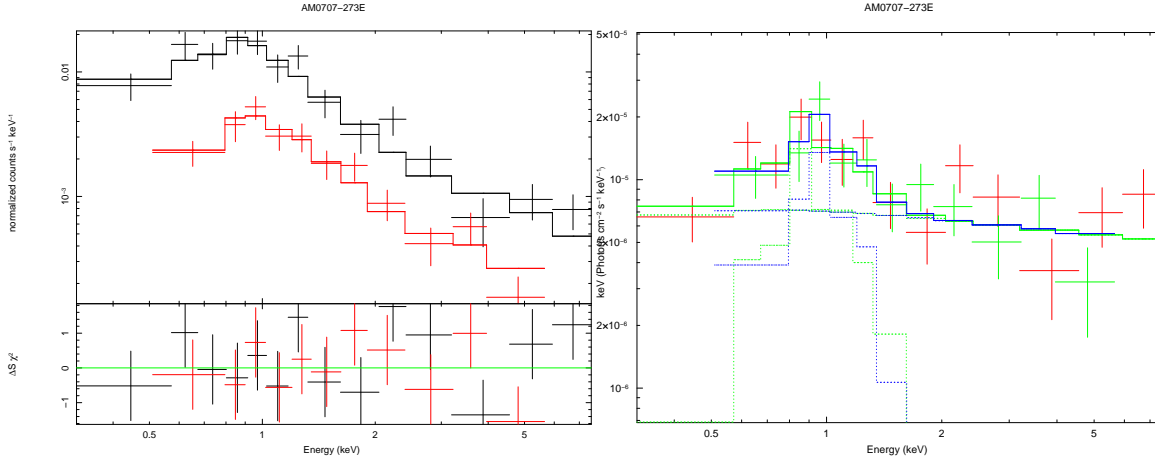 AM0707−273E
normalized counts s⁻¹ keV⁻¹
0.01
10⁻³
ΔS χ²
1
0
−1
0.5
1
2
5
Energy (keV)
AM0707−273E
keV (Photons cm⁻² s⁻¹ keV⁻¹)
5×10⁻⁵
2×10⁻⁵
10⁻⁵
5×10⁻⁶
2×10⁻⁶
10⁻⁶
0.5
1
2
5
Energy (keV)